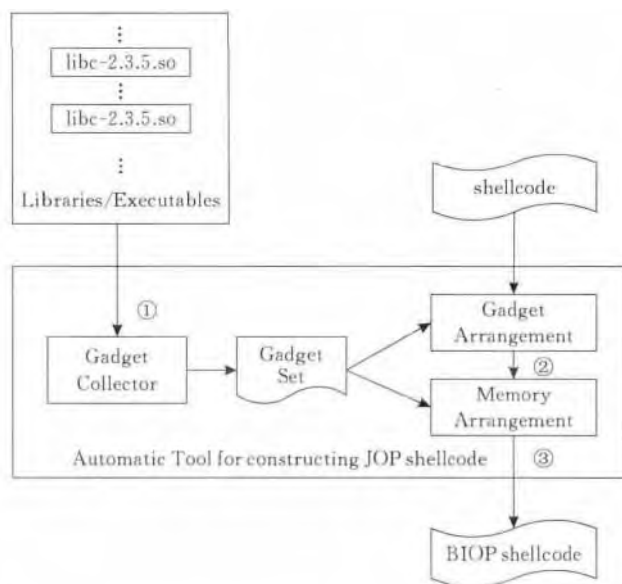 ⋮
libc-2.3.5.so
⋮
libc-2.3.5.so
⋮
Libraries/Executables
shellcode
①
Gadget
Collector
Gadget
Set
Gadget
Arrangement
②
Memory
Arrangement
Automatic Tool for constructing JOP shellcode
③
BIOP shellcode